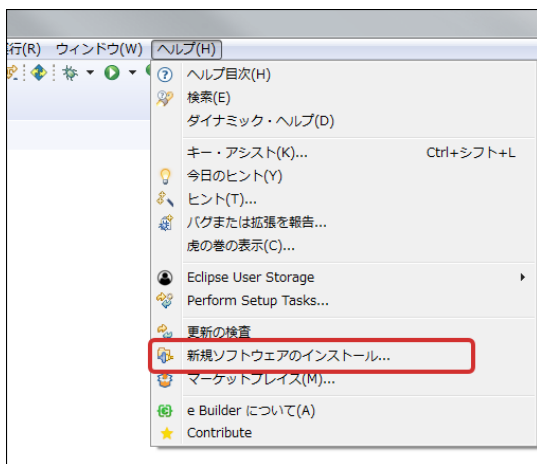 行(R) ウィンドウ(W) ヘルプ(H)
ヘルプ目次(H)
検索(E)
ダイナミック・ヘルプ(D)
キー・アシスト(K)... Ctrl+シフト+L
今日のヒント(Y)
ヒント(T)...
バグまたは拡張を報告...
虎の巻の表示(C)...
Eclipse User Storage
Perform Setup Tasks...
更新の検査
新規ソフトウェアのインストール...
マーケットプレイス(M)...
e Builder について(A)
Contribute